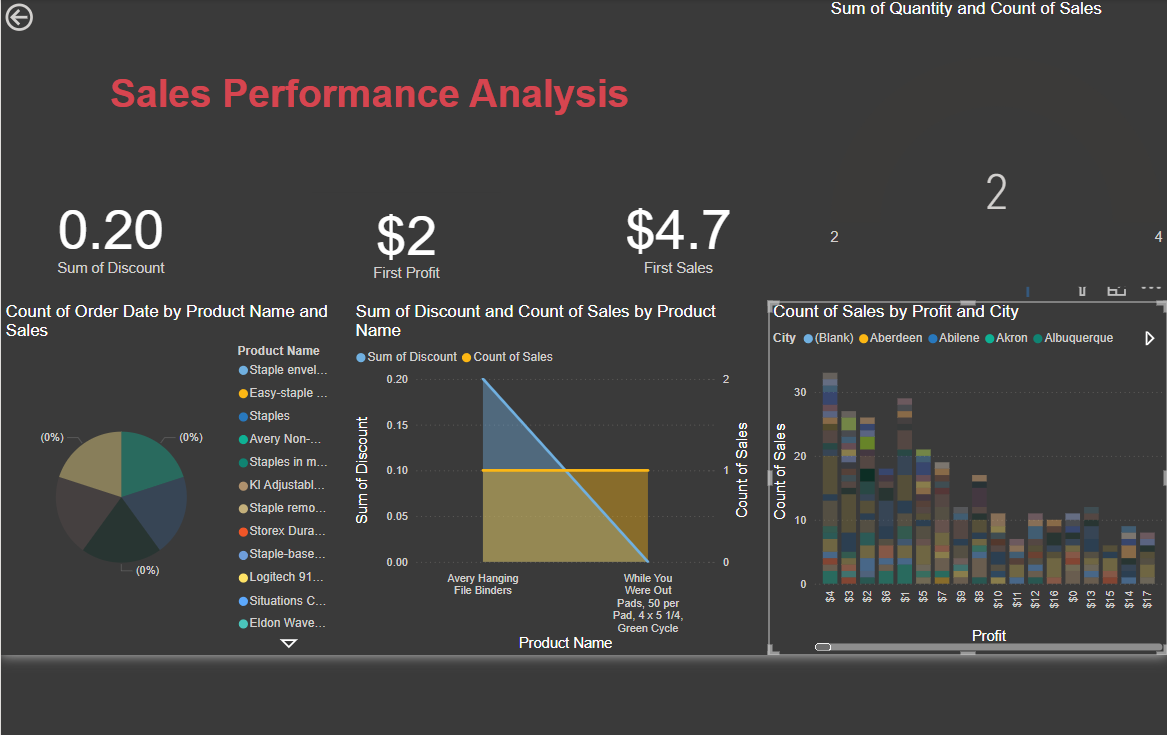 Sum of Quantity and Count of Sales
Sales Performance Analysis
2
2
4
0.20
Sum of Discount
$2
First Profit
$4.7
First Sales
Count of Order Date by Product Name and
Sales
Product Name
Staple envel...
Easy-staple ...
Staples
Avery Non-...
Staples in m...
KI Adjustabl...
Staple remo...
Storex Dura...
Staple-base...
Logitech 91...
Situations C...
Eldon Wave...
(0%)
(0%)
(0%)
Sum of Discount and Count of Sales by Product
Name
Sum of Discount
Count of Sales
0.20
0.15
0.10
0.05
0.00
Sum of Discount
2
1
0
Count of Sales
Avery Hanging
File Binders
While You
Were Out
Pads, 50 per
Pad, 4 x 5 1/4,
Green Cycle
Product Name
Count of Sales by Profit and City
City (Blank) Aberdeen Abilene Akron Albuquerque
30
20
10
0
Count of Sales
$4 $3 $2 $6 $1 $5 $7 $9 $8 $10 $11 $12 $16 $0 $13 $15 $14 $17
Profit